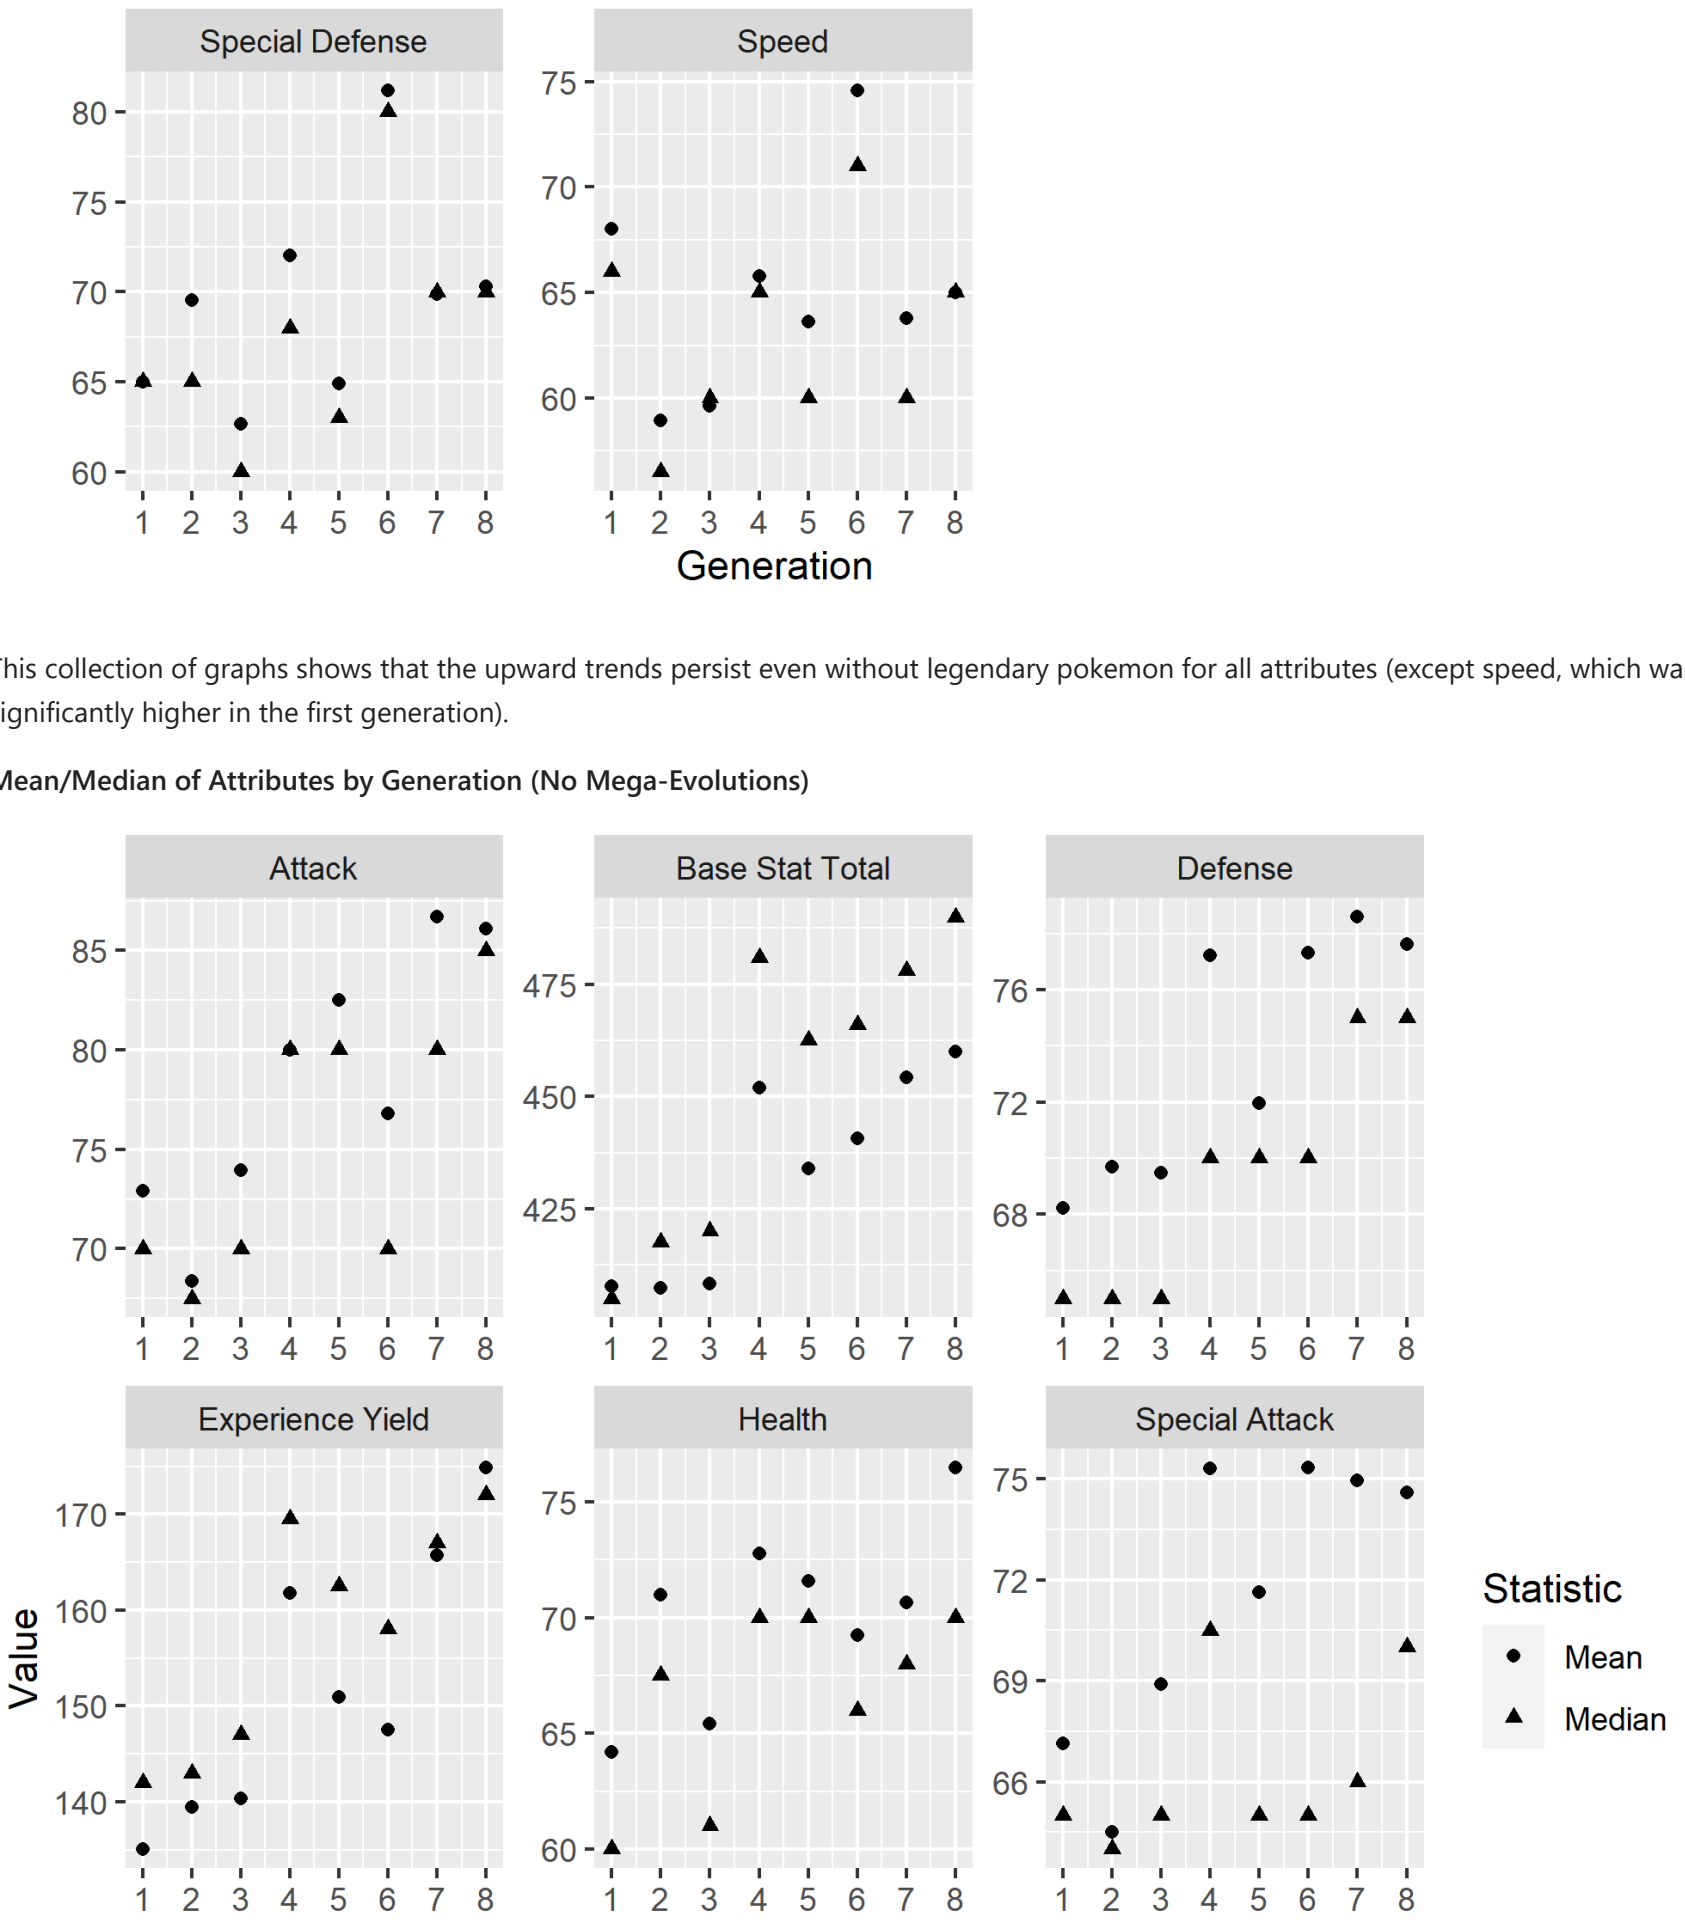 Special Defense Speed
80
75
70
65
60
1 2 3 4 5 6 7 8
75
70
65
60
1 2 3 4 5 6 7 8
Generation
This collection of graphs shows that the upward trends persist even without legendary pokemon for all attributes (except speed, which wa
ignificantly higher in the first generation).
Mean/Median of Attributes by Generation (No Mega-Evolutions)
Attack Base Stat Total Defense
85
80
75
70
1 2 3 4 5 6 7 8
475
450
425
1 2 3 4 5 6 7 8
76
72
68
1 2 3 4 5 6 7 8
Experience Yield Health Special Attack
Value
170
160
150
140
1 2 3 4 5 6 7 8
75
70
65
60
1 2 3 4 5 6 7 8
75
72
69
66
1 2 3 4 5 6 7 8
Statistic
Mean
Median